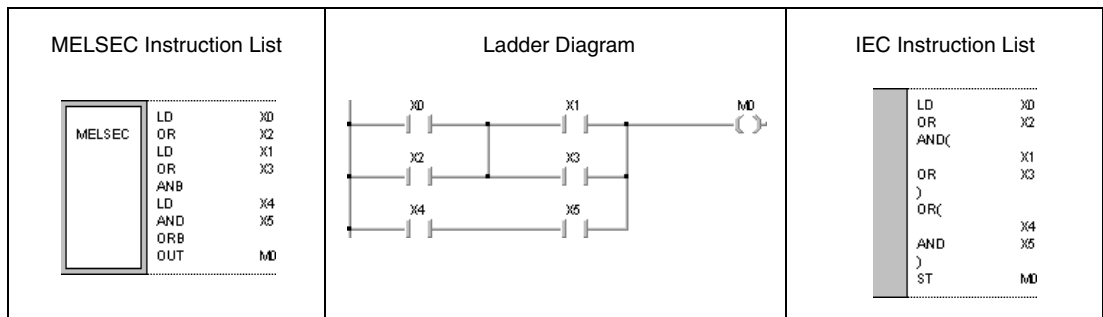 MELSEC Instruction List
MELSEC
LD X0
OR X2
LD X1
OR X3
ANB
LD X4
AND X5
ORB
OUT M0
Ladder Diagram
X0 X1 M0
X2 X3
X4 X5
IEC Instruction List
LD X0
OR X2
AND(
X1
OR X3
)
OR(
X4
AND X5
)
ST M0